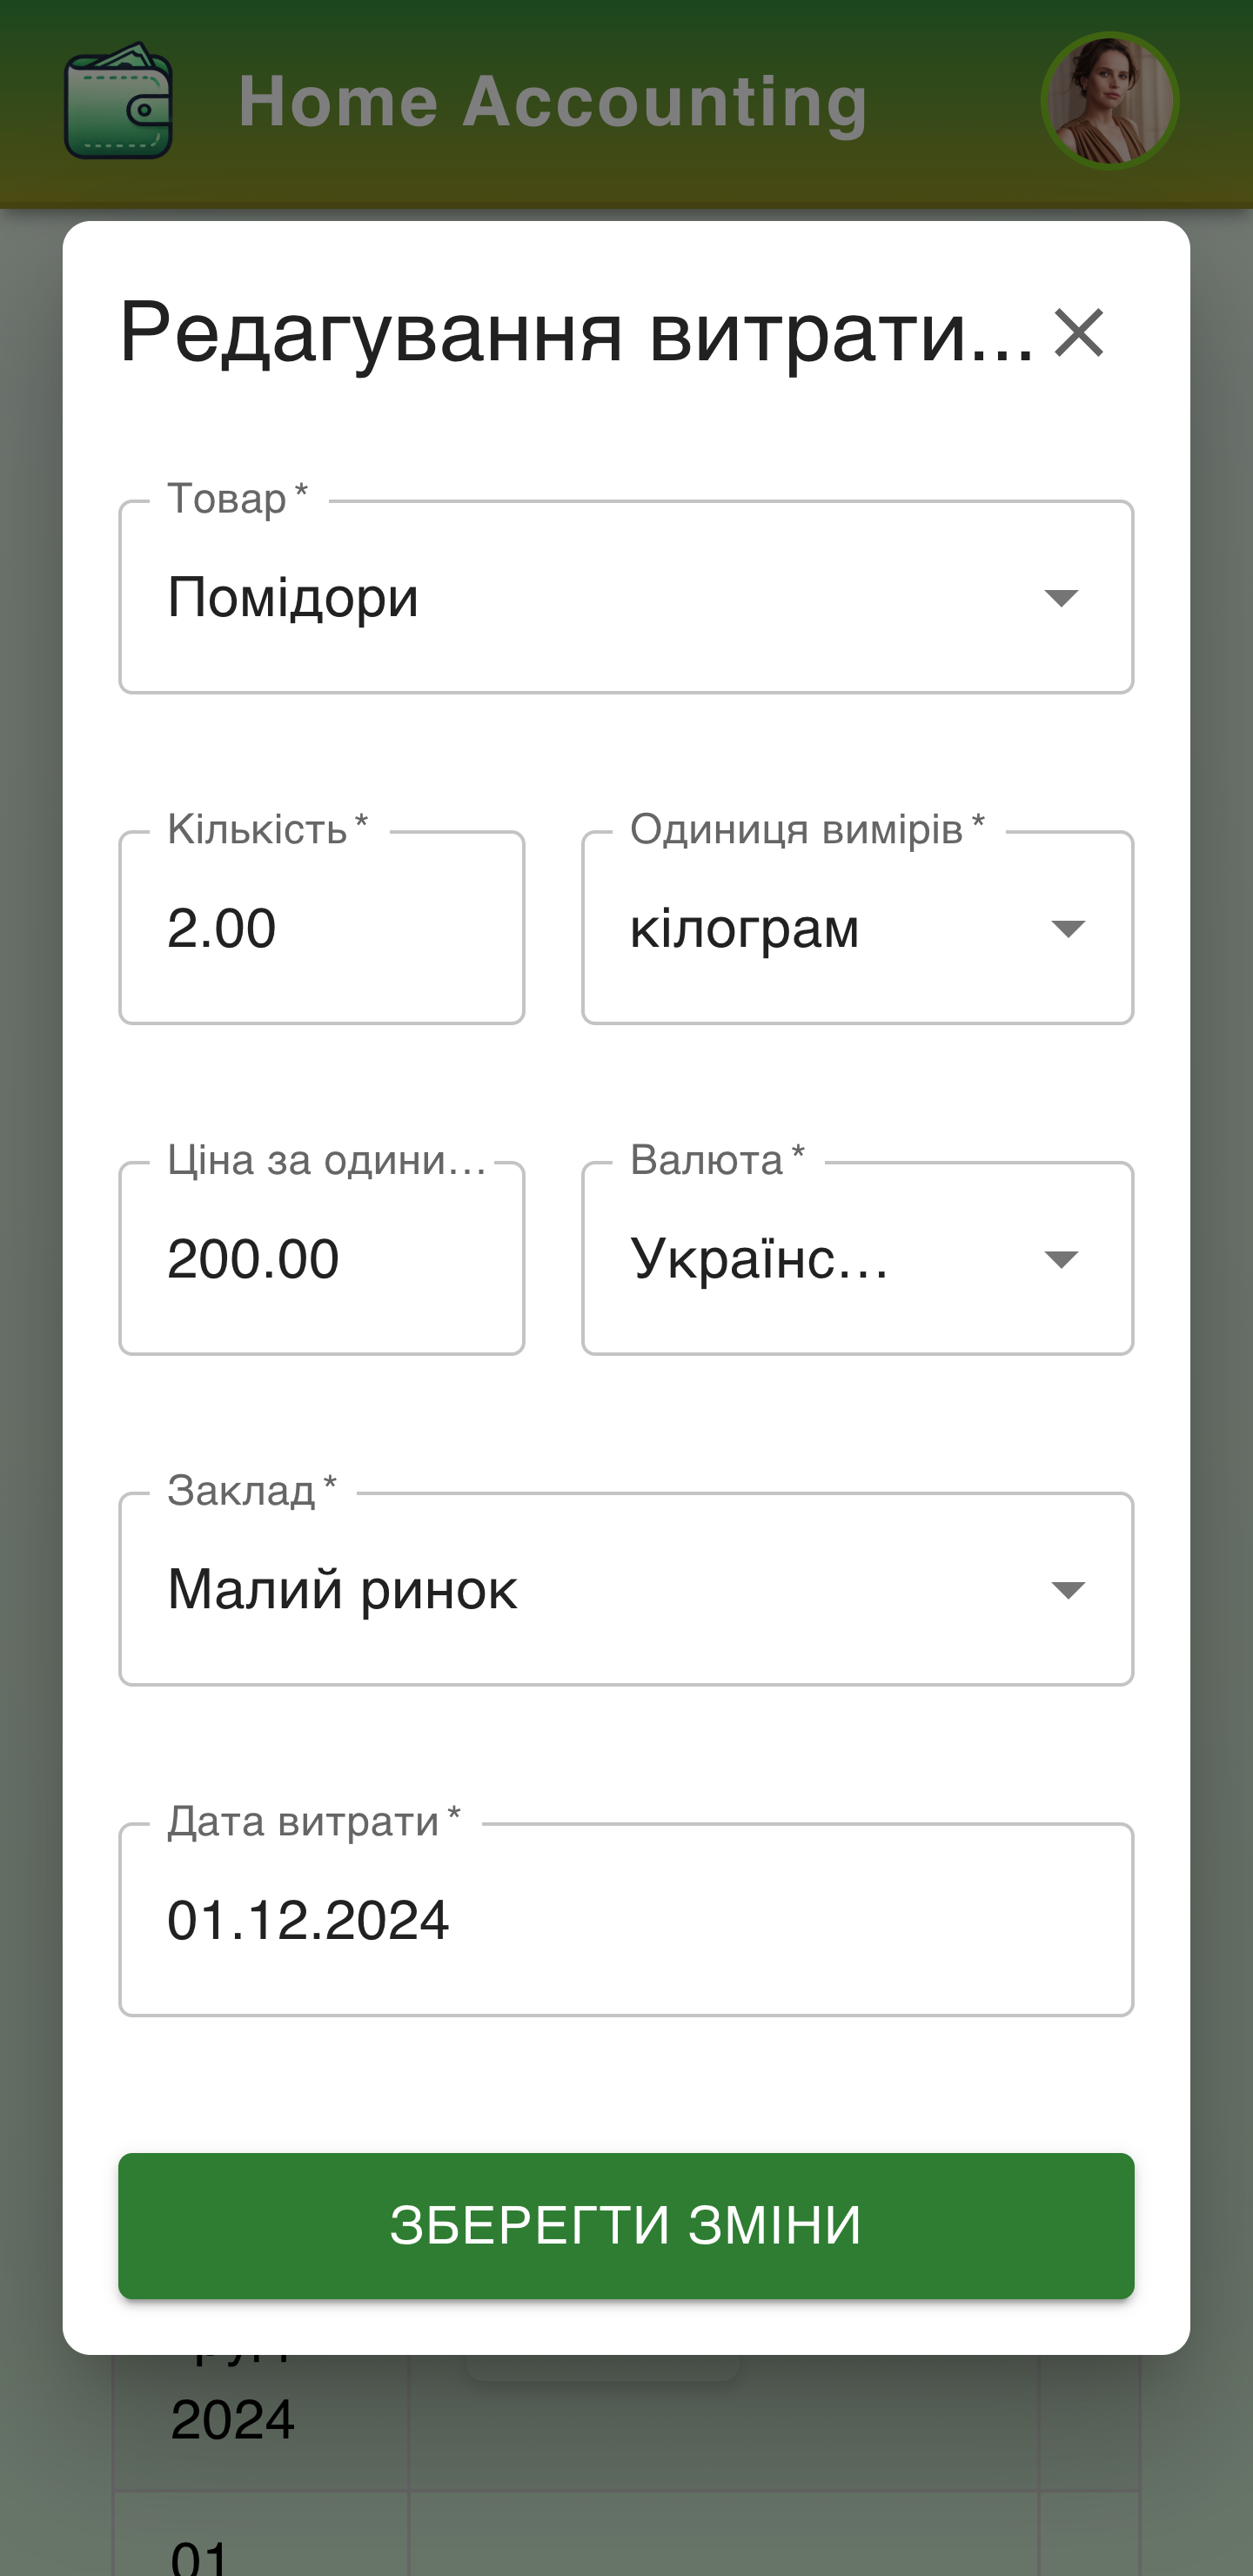 Home Accounting
Редагування витрати...
Товар *
Помідори
Кількість *
2.00
Одиниця вимірів *
кілограм
Ціна за одини...
200.00
Валюта *
Українс...
Заклад *
Малий ринок
Дата витрати *
01.12.2024
ЗБЕРЕГТИ ЗМІНИ
2024
01